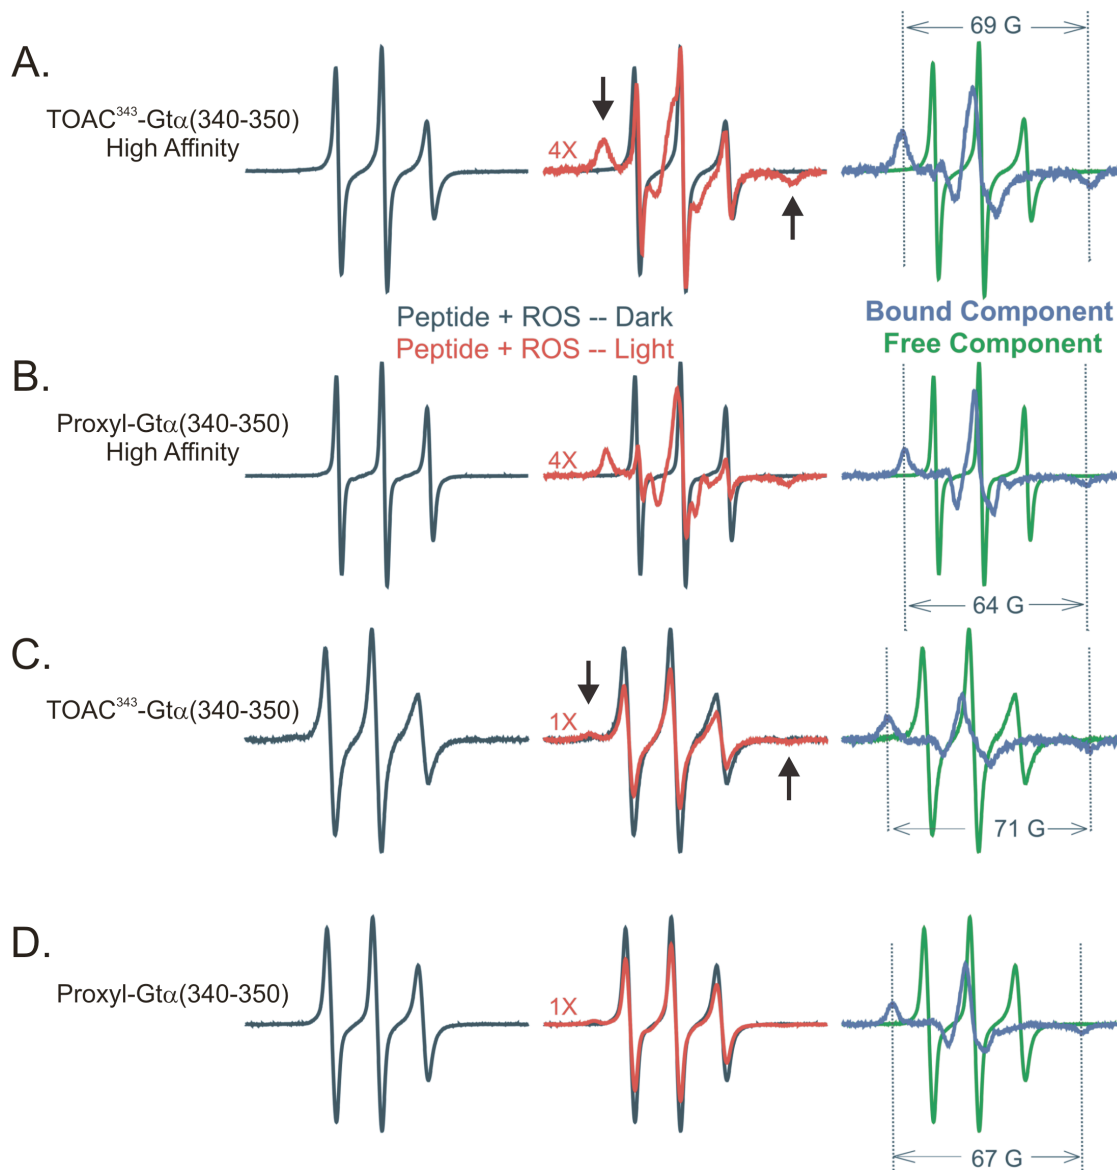 A.
TOAC³⁴³-Gtα(340-350)
High Affinity
4X
69 G
Peptide + ROS -- Dark
Peptide + ROS -- Light
Bound Component
Free Component
B.
Proxyl-Gtα(340-350)
High Affinity
4X
64 G
C.
TOAC³⁴³-Gtα(340-350)
1X
71 G
D.
Proxyl-Gtα(340-350)
1X
67 G